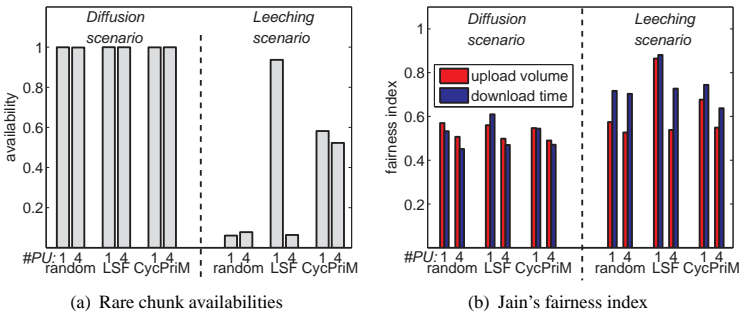 Diffusion scenario
Leeching scenario
availability
1
0.8
0.6
0.4
0.2
#PU: 1 4 1 4 1 4 1 4 1 4 1 4
random LSF CycPriM random LSF CycPriM
(a) Rare chunk availabilities
Diffusion scenario
Leeching scenario
upload volume
download time
fairness index
1
0.8
0.6
0.4
0.2
#PU: 1 4 1 4 1 4 1 4 1 4 1 4
random LSF CycPriM random LSF CycPriM
(b) Jain's fairness index